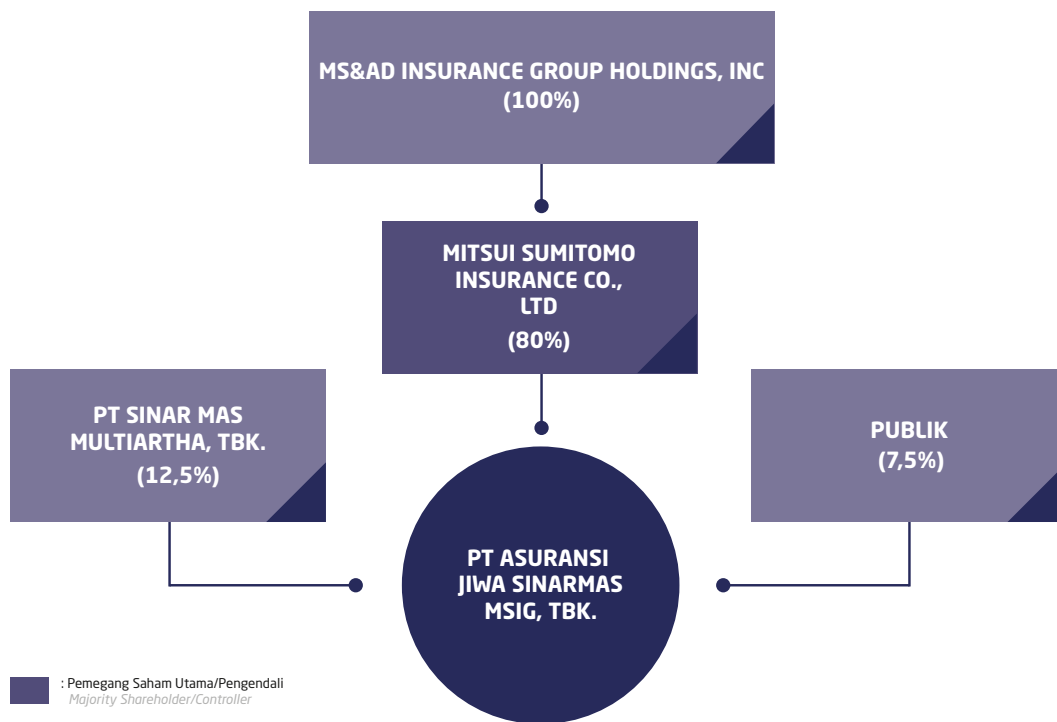 MS&AD INSURANCE GROUP HOLDINGS, INC
(100%)
MITSUI SUMITOMO
INSURANCE CO.,
LTD
(80%)
PT SINAR MAS
MULTIARTHA, TBK.
(12,5%)
PUBLIK
(7,5%)
PT ASURANSI
JIWA SINARMAS
MSIG, TBK.
: Pemegang Saham Utama/Pengendali
Majority Shareholder/Controller